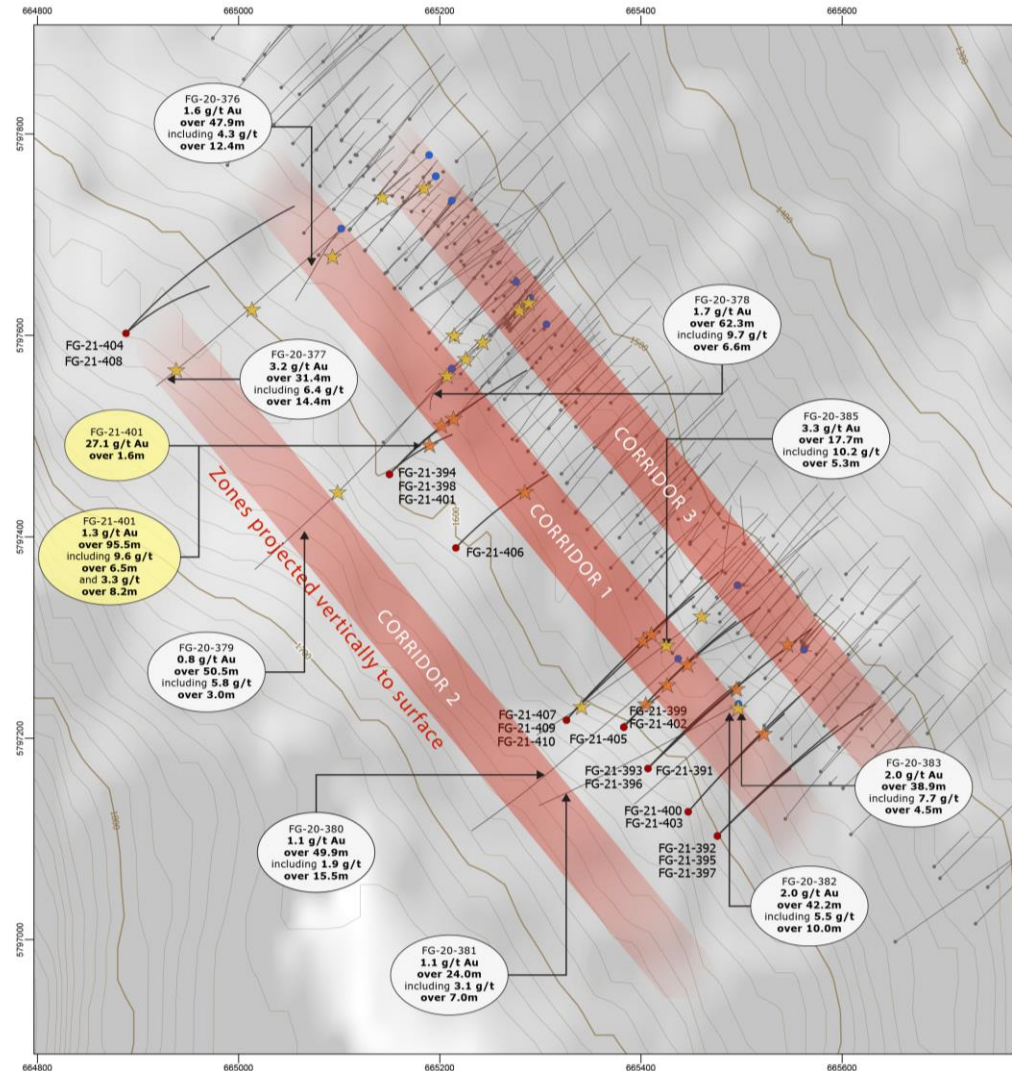 664800
665000
665200
665400
665600
5797800
5797600
5797400
5797200
5797000
1300
1400
1500
1600
1700
1800
FG-20-376
1.6 g/t Au
over 47.9m
including 4.3 g/t
over 12.4m
FG-20-378
1.7 g/t Au
over 62.3m
including 9.7 g/t
over 6.6m
FG-21-404
FG-21-408
FG-20-377
3.2 g/t Au
over 31.4m
including 6.4 g/t
over 14.4m
FG-20-385
3.3 g/t Au
over 17.7m
including 10.2 g/t
over 5.3m
FG-21-401
27.1 g/t Au
over 1.6m
FG-21-394
FG-21-398
FG-21-401
CORRIDOR 3
CORRIDOR 1
CORRIDOR 2
Zones projected vertically to surface
FG-21-401
1.3 g/t Au
over 95.5m
including 9.6 g/t
over 6.5m
and 3.3 g/t
over 8.2m
FG-21-406
FG-20-379
0.8 g/t Au
over 50.5m
including 5.8 g/t
over 3.0m
FG-21-407
FG-21-409
FG-21-410
FG-21-405
FG-21-399
FG-21-402
FG-21-393
FG-21-396
FG-21-391
FG-21-400
FG-21-403
FG-21-392
FG-21-395
FG-21-397
FG-20-383
2.0 g/t Au
over 38.9m
including 7.7 g/t
over 4.5m
FG-20-380
1.1 g/t Au
over 49.9m
including 1.9 g/t
over 15.5m
FG-20-382
2.0 g/t Au
over 42.2m
including 5.5 g/t
over 10.0m
FG-20-381
1.1 g/t Au
over 24.0m
including 3.1 g/t
over 7.0m
664800
665000
665200
665400
665600